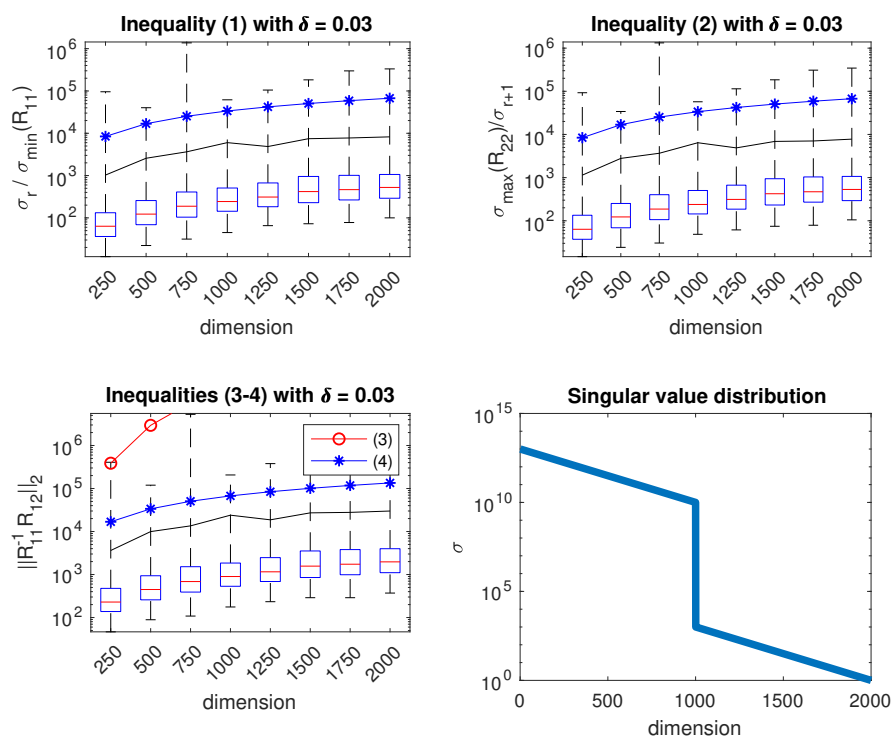 Inequality (1) with δ = 0.03
σ_r / σ_min(R_11)
10^6
10^5
10^4
10^3
10^2
250 500 750 1000 1250 1500 1750 2000
dimension
Inequality (2) with δ = 0.03
σ_max(R_22)/σ_r+1
10^6
10^5
10^4
10^3
10^2
250 500 750 1000 1250 1500 1750 2000
dimension
Inequalities (3-4) with δ = 0.03
||R_11^-1 R_12||_2
10^6
10^5
10^4
10^3
10^2
(3)
(4)
250 500 750 1000 1250 1500 1750 2000
dimension
Singular value distribution
σ
10^15
10^10
10^5
10^0
0 500 1000 1500 2000
dimension